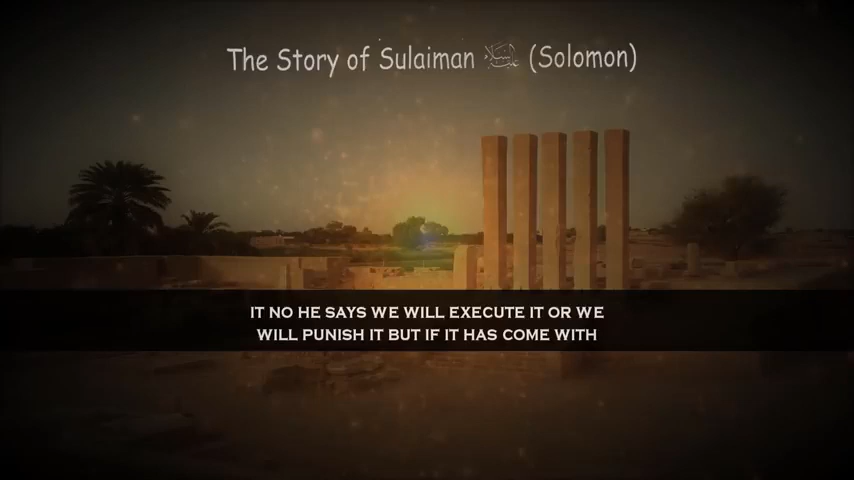 The Story of Sulaiman عليه السلام (Solomon)
IT NO HE SAYS WE WILL EXECUTE IT OR WE
WILL PUNISH IT BUT IF IT HAS COME WITH